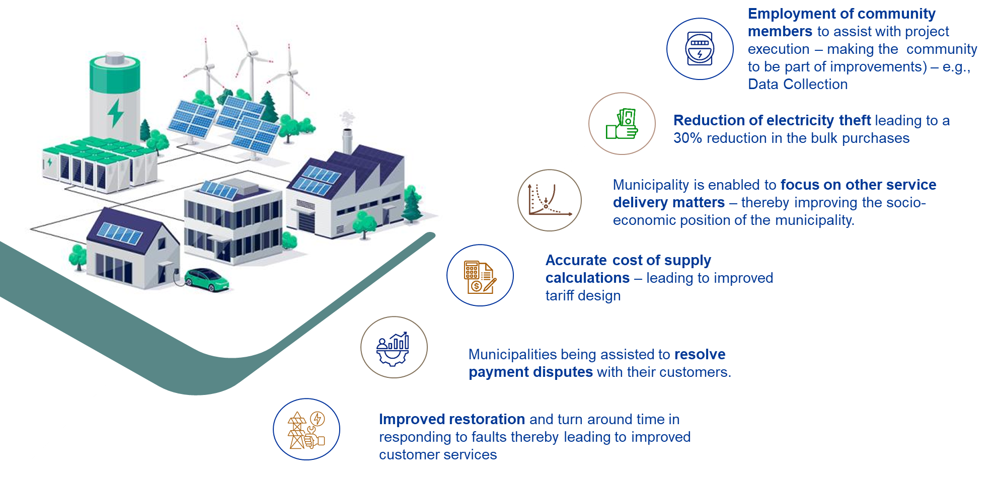 Employment of community
members to assist with project
execution – making the  community
to be part of improvements) – e.g.,
Data Collection
Reduction of electricity theft leading to a
30% reduction in the bulk purchases
Municipality is enabled to focus on other service
delivery matters – thereby improving the socio-
economic position of the municipality.
Accurate cost of supply
calculations – leading to improved
tariff design
Municipalities being assisted to resolve
payment disputes with their customers.
Improved restoration and turn around time in
responding to faults thereby leading to improved
customer services